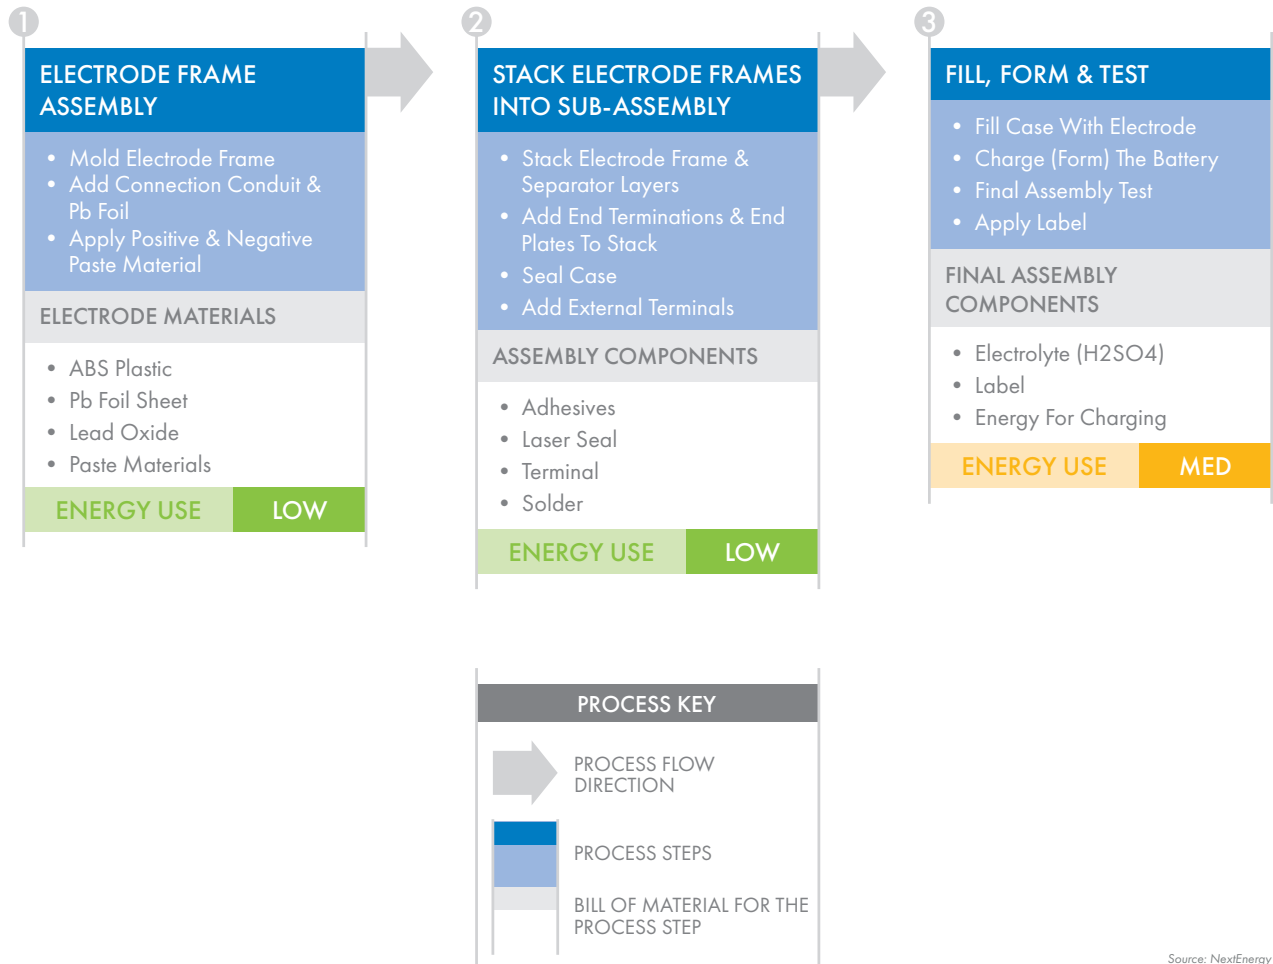 1
ELECTRODE FRAME
ASSEMBLY
• Mold Electrode Frame
• Add Connection Conduit &
Pb Foil
• Apply Positive & Negative
Paste Material
ELECTRODE MATERIALS
• ABS Plastic
• Pb Foil Sheet
• Lead Oxide
• Paste Materials
ENERGY USE LOW
2
STACK ELECTRODE FRAMES
INTO SUB-ASSEMBLY
• Stack Electrode Frame &
Separator Layers
• Add End Terminations & End
Plates To Stack
• Seal Case
• Add External Terminals
ASSEMBLY COMPONENTS
• Adhesives
• Laser Seal
• Terminal
• Solder
ENERGY USE LOW
3
FILL, FORM & TEST
• Fill Case With Electrode
• Charge (Form) The Battery
• Final Assembly Test
• Apply Label
FINAL ASSEMBLY
COMPONENTS
• Electrolyte (H2SO4)
• Label
• Energy For Charging
ENERGY USE MED
PROCESS KEY
PROCESS FLOW
DIRECTION
PROCESS STEPS
BILL OF MATERIAL FOR THE
PROCESS STEP
Source: NextEnergy